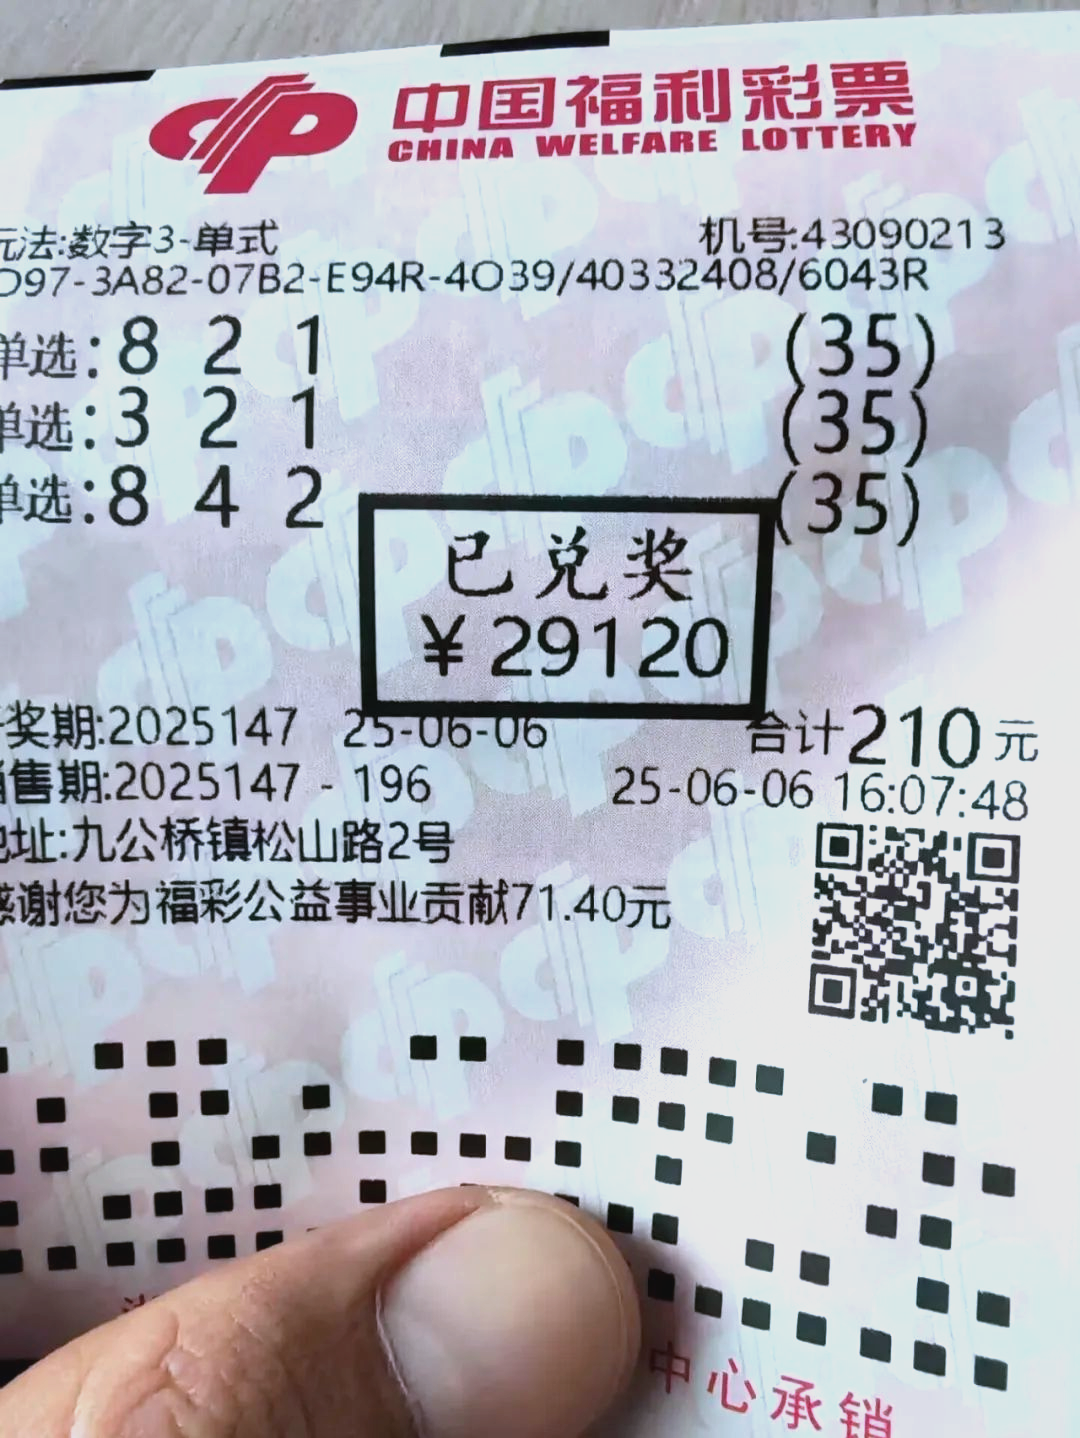 中国福利彩票
CHINA WELFARE LOTTERY
玩法:数字3-单式 机号:43090213
D97-3A82-07B2-E94R-4O39/40332408/6043R
单选:8 2 1 (35)
单选:3 2 1 (35)
单选:8 4 2 (35)
已兑奖
¥29120
奖期:2025147 25-06-06 合计210元
销售期:2025147 - 196 25-06-06 16:07:48
地址:九公桥镇松山路2号
感谢您为福彩公益事业贡献71.40元
中心承销